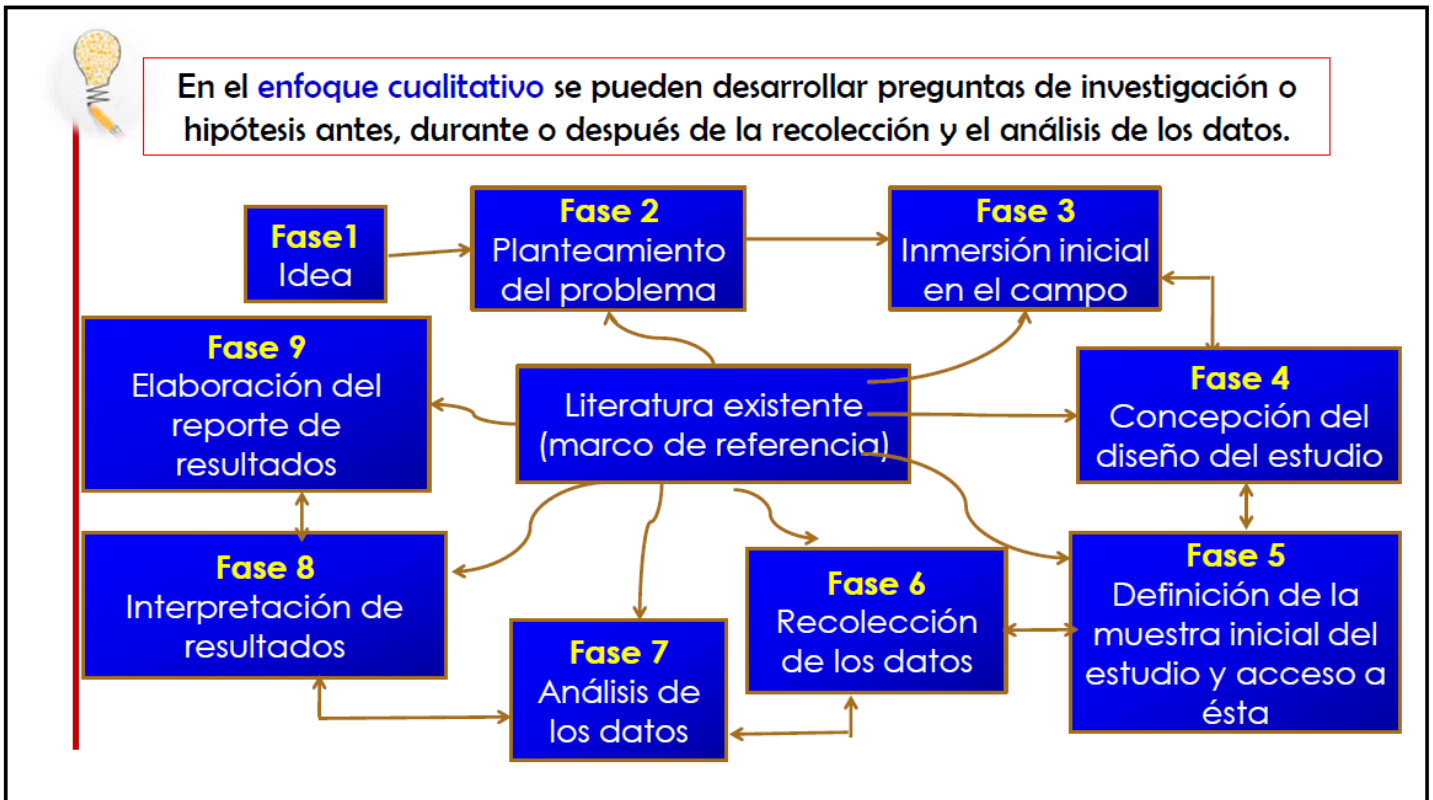 En el enfoque cualitativo se pueden desarrollar preguntas de investigación o
hipótesis antes, durante o después de la recolección y el análisis de los datos.
Fase1
Idea
Fase 2
Planteamiento
del problema
Fase 3
Inmersión inicial
en el campo
Fase 9
Elaboración del
reporte de
resultados
Literatura existente
(marco de referencia)
Fase 4
Concepción del
diseño del estudio
Fase 8
Interpretación de
resultados
Fase 7
Análisis de
los datos
Fase 6
Recolección
de los datos
Fase 5
Definición de la
muestra inicial del
estudio y acceso a
ésta